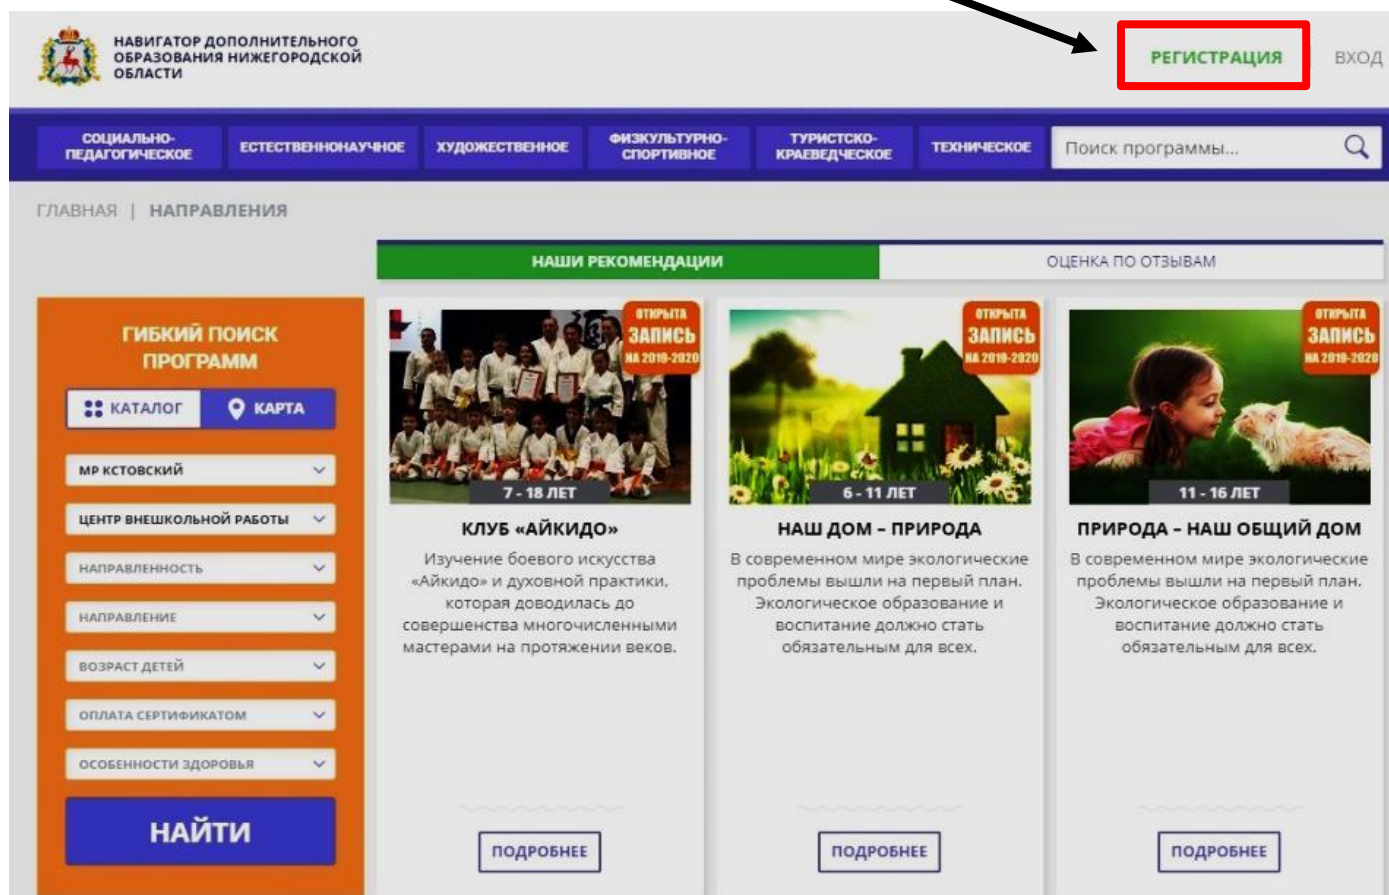 НАВИГАТОР ДОПОЛНИТЕЛЬНОГО
ОБРАЗОВАНИЯ НИЖЕГОРОДСКОЙ
ОБЛАСТИ
РЕГИСТРАЦИЯ
ВХОД
СОЦИАЛЬНО-
ПЕДАГОГИЧЕСКОЕ
ЕСТЕСТВЕННОНАУЧНОЕ
ХУДОЖЕСТВЕННОЕ
ФИЗКУЛЬТУРНО-
СПОРТИВНОЕ
ТУРИСТСКО-
КРАЕВЕДЧЕСКОЕ
ТЕХНИЧЕСКОЕ
Поиск программы...
ГЛАВНАЯ | НАПРАВЛЕНИЯ
НАШИ РЕКОМЕНДАЦИИ
ОЦЕНКА ПО ОТЗЫВАМ
ГИБКИЙ ПОИСК
ПРОГРАММ
КАТАЛОГ
КАРТА
МР КСТОВСКИЙ
ЦЕНТР ВНЕШКОЛЬНОЙ РАБОТЫ
НАПРАВЛЕННОСТЬ
НАПРАВЛЕНИЕ
ВОЗРАСТ ДЕТЕЙ
ОПЛАТА СЕРТИФИКАТОМ
ОСОБЕННОСТИ ЗДОРОВЬЯ
НАЙТИ
ОТКРЫТА
ЗАПИСЬ
НА 2019-2020
7 - 18 ЛЕТ
КЛУБ «АЙКИДО»
Изучение боевого искусства
«Айкидо» и духовной практики,
которая доводилась до
совершенства многочисленными
мастерами на протяжении веков.
ПОДРОБНЕЕ
ОТКРЫТА
ЗАПИСЬ
НА 2019-2020
6 - 11 ЛЕТ
НАШ ДОМ – ПРИРОДА
В современном мире экологические
проблемы вышли на первый план.
Экологическое образование и
воспитание должно стать
обязательным для всех.
ПОДРОБНЕЕ
ОТКРЫТА
ЗАПИСЬ
НА 2019-2020
11 - 16 ЛЕТ
ПРИРОДА – НАШ ОБЩИЙ ДОМ
В современном мире экологические
проблемы вышли на первый план.
Экологическое образование и
воспитание должно стать
обязательным для всех.
ПОДРОБНЕЕ